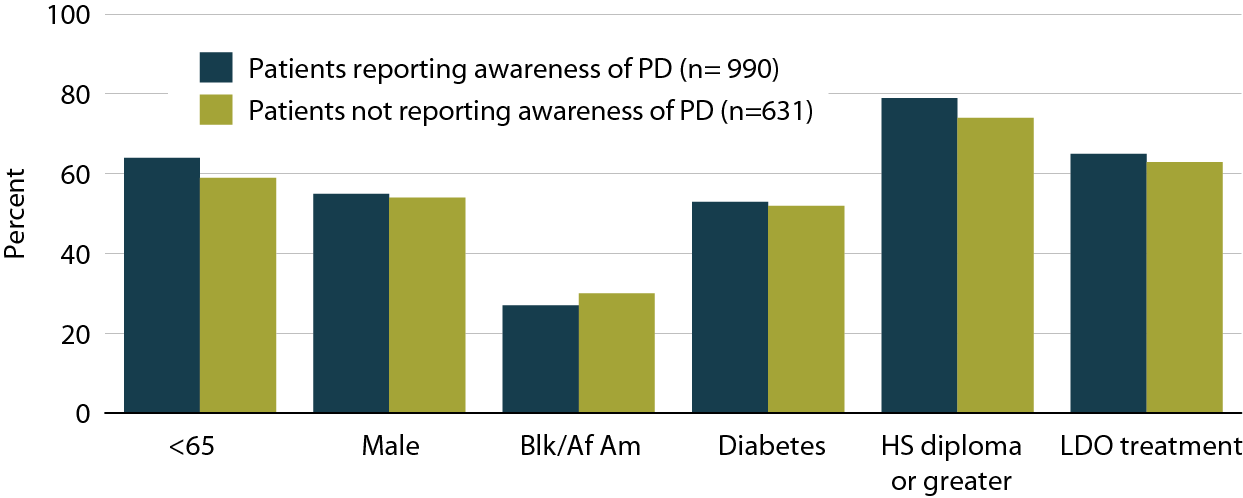 100
80
60
40
20
0
Percent
Patients reporting awareness of PD (n= 990)
Patients not reporting awareness of PD (n=631)
<65
Male
Blk/Af Am
Diabetes
HS diploma
or greater
LDO treatment